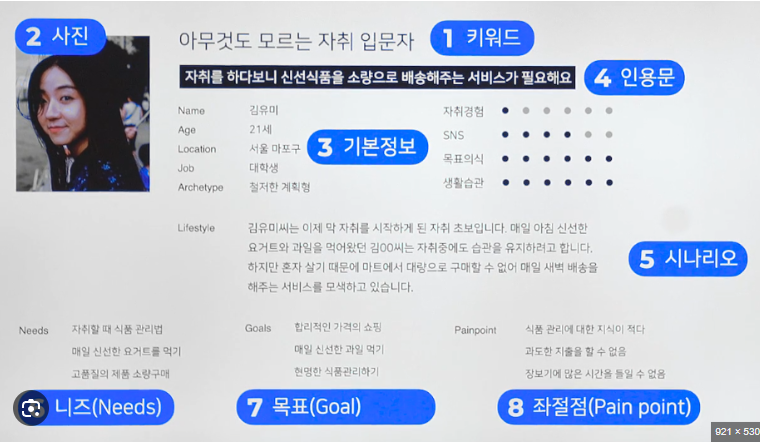 2 사진
아무것도 모르는 자취 입문자
1 키워드
자취를 하다보니 신선식품을 소량으로 배송해주는 서비스가 필요해요
4 인용문
Name 김유미
Age 21세
Location 서울 마포구
Job 대학생
Archetype 철저한 계획형
3 기본정보
자취경험
SNS
목표의식
생활습관
Lifestyle
김유미씨는 이제 막 자취를 시작하게 된 자취 초보입니다. 매일 아침 신선한
요거트와 과일을 먹어왔던 김00씨는 자취중에도 습관을 유지하려고 합니다.
하지만 혼자 살기 때문에 마트에서 대량으로 구매할 수 없어 매일 새벽 배송을
해주는 서비스를 모색하고 있습니다.
5 시나리오
Needs
자취할 때 식품 관리법
매일 신선한 요거트를 먹기
고품질의 제품 소량구매
Goals
합리적인 가격의 쇼핑
매일 신선한 과일 먹기
현명한 식품관리하기
Painpoint
식품 관리에 대한 지식이 적다
과도한 지출을 할 수 없음
장보기에 많은 시간을 들일 수 없음
니즈(Needs)
7 목표(Goal)
8 좌절점(Pain point)
921 × 530